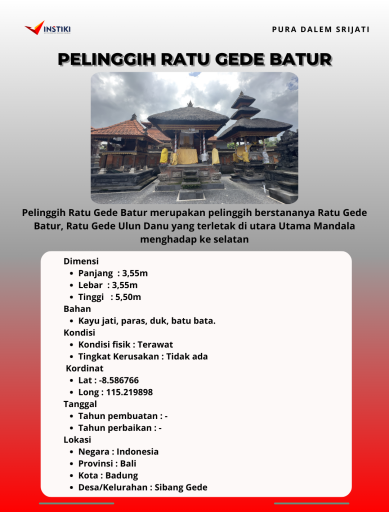 INSTIKI
PURA DALEM SRIJATI
PELINGGIH RATU GEDE BATUR
Pelinggih Ratu Gede Batur merupakan pelinggih berstananya Ratu Gede
Batur, Ratu Gede Ulun Danu yang terletak di utara Utama Mandala
menghadap ke selatan
Dimensi
• Panjang : 3,55m
• Lebar : 3,55m
• Tinggi : 5,50m
Bahan
• Kayu jati, paras, duk, batu bata.
Kondisi
• Kondisi fisik : Terawat
• Tingkat Kerusakan : Tidak ada
Kordinat
• Lat : -8.586766
• Long : 115.219898
Tanggal
• Tahun pembuatan : -
• Tahun perbaikan : -
Lokasi
• Negara : Indonesia
• Provinsi : Bali
• Kota : Badung
• Desa/Kelurahan : Sibang Gede